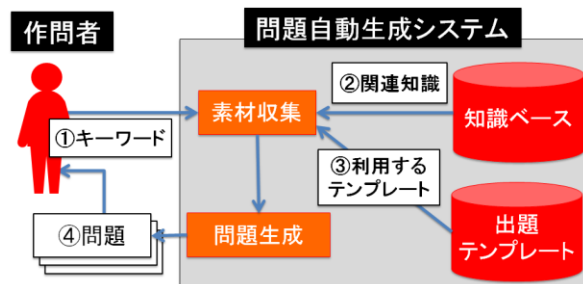 作問者
問題自動生成システム
②関連知識
素材収集
知識ベース
①キーワード
③利用する
テンプレート
出題
テンプレート
④問題
問題生成